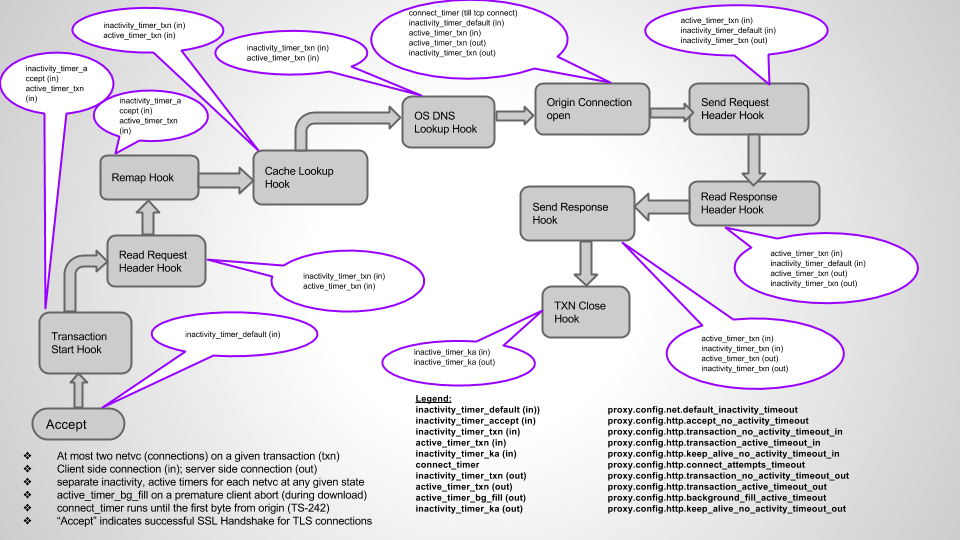 connect_timer (till tcp connect)
inactivity_timer_default (in)
active_timer_txn (in)
active_timer_txn (out)
inactivity_timer_txn (out)
inactivity_timer_txn (in)
active_timer_txn (in)
active_timer_txn (in)
inactivity_timer_default (in)
inactivity_timer_txn (out)
inactivity_timer_txn (in)
active_timer_txn (in)
inactivity_timer_a
ccept (in)
active_timer_txn
(in)
inactivity_timer_a
ccept (in)
active_timer_txn
(in)
OS DNS
Lookup Hook
Origin Connection
open
Send Request
Header Hook
Remap Hook
Cache Lookup
Hook
Send Response
Hook
Read Response
Header Hook
Read Request
Header Hook
inactivity_timer_txn (in)
active_timer_txn (in)
active_timer_txn (in)
inactivity_timer_default (in)
active_timer_txn (out)
inactivity_timer_txn (out)
TXN Close
Hook
Transaction
Start Hook
inactivity_timer_default (in)
inactive_timer_ka (in)
inactive_timer_ka (out)
active_timer_txn (in)
inactivity_timer_txn (in)
active_timer_txn (out)
inactivity_timer_txn (out)
Accept
Legend:
inactivity_timer_default (in)) proxy.config.net.default_inactivity_timeout
inactivity_timer_accept (in) proxy.config.http.accept_no_activity_timeout
inactivity_timer_txn (in) proxy.config.http.transaction_no_activity_timeout_in
active_timer_txn (in) proxy.config.http.transaction_active_timeout_in
inactivity_timer_ka (in) proxy.config.http.keep_alive_no_activity_timeout_in
connect_timer proxy.config.http.connect_attempts_timeout
inactivity_timer_txn (out) proxy.config.http.transaction_no_activity_timeout_out
active_timer_txn (out) proxy.config.http.transaction_active_timeout_out
active_timer_bg_fill (out) proxy.config.http.background_fill_active_timeout
inactivity_timer_ka (out) proxy.config.http.keep_alive_no_activity_timeout_out
❖ At most two netvc (connections) on a given transaction (txn)
❖ Client side connection (in); server side connection (out)
❖ separate inactivity, active timers for each netvc at any given state
❖ active_timer_bg_fill on a premature client abort (during download)
❖ connect_timer runs until the first byte from origin (TS-242)
❖ “Accept” indicates successful SSL Handshake for TLS connections